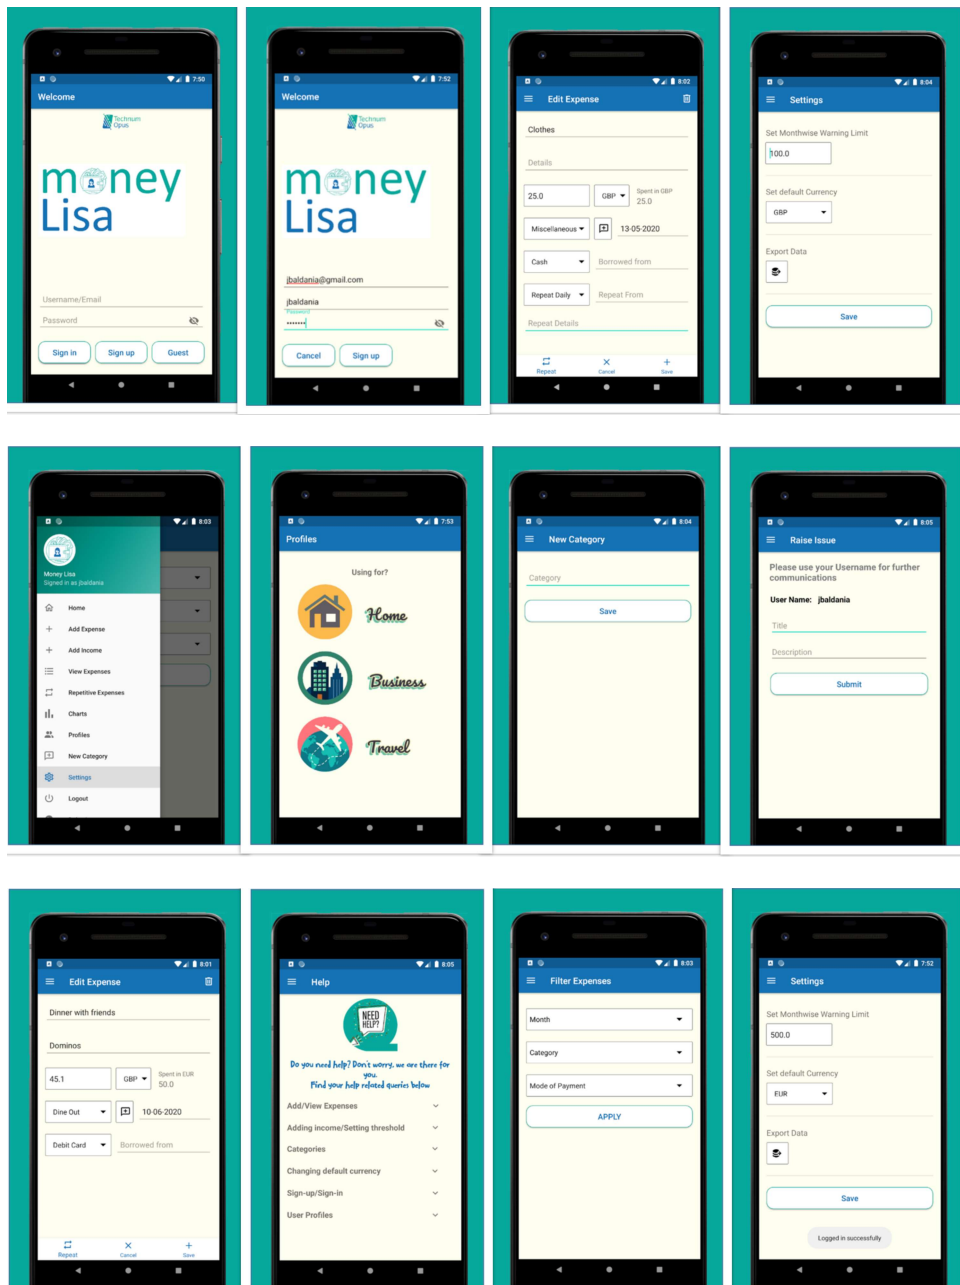 7:50
Welcome
Technum
Opus
money
Lisa
Username/Email
Password
Sign in Sign up Guest
7:52
Welcome
Technum
Opus
money
Lisa
jbaldania@gmail.com
jbaldania
Password
Cancel Sign up
8:02
Edit Expense
Clothes
Details
25.0 GBP Spent in GBP
25.0
Miscellaneous 13-05-2020
Cash Borrowed from
Repeat Daily Repeat From
Repeat Details
Repeat Cancel Save
8:04
Settings
Set Monthwise Warning Limit
100.0
Set default Currency
GBP
Export Data
Save
8:03
Money Lisa
Signed in as jbaldania
Home
Add Expense
Add Income
View Expenses
Repetitive Expenses
Charts
Profiles
New Category
Settings
Logout
7:53
Profiles
Using for?
Home
Business
Travel
8:04
New Category
Category
Save
8:05
Raise Issue
Please use your Username for further
communications
User Name: jbaldania
Title
Description
Submit
8:01
Edit Expense
Dinner with friends
Dominos
45.1 GBP Spent in EUR
50.0
Dine Out 10-06-2020
Debit Card Borrowed from
Repeat Cancel Save
8:05
Help
NEED
HELP?
Do you need help? Don't worry, we are there for
you.
Find your help related queries below
Add/View Expenses
Adding income/Setting threshold
Categories
Changing default currency
Sign-up/Sign-in
User Profiles
8:03
Filter Expenses
Month
Category
Mode of Payment
APPLY
7:52
Settings
Set Monthwise Warning Limit
500.0
Set default Currency
EUR
Export Data
Save
Logged in successfully